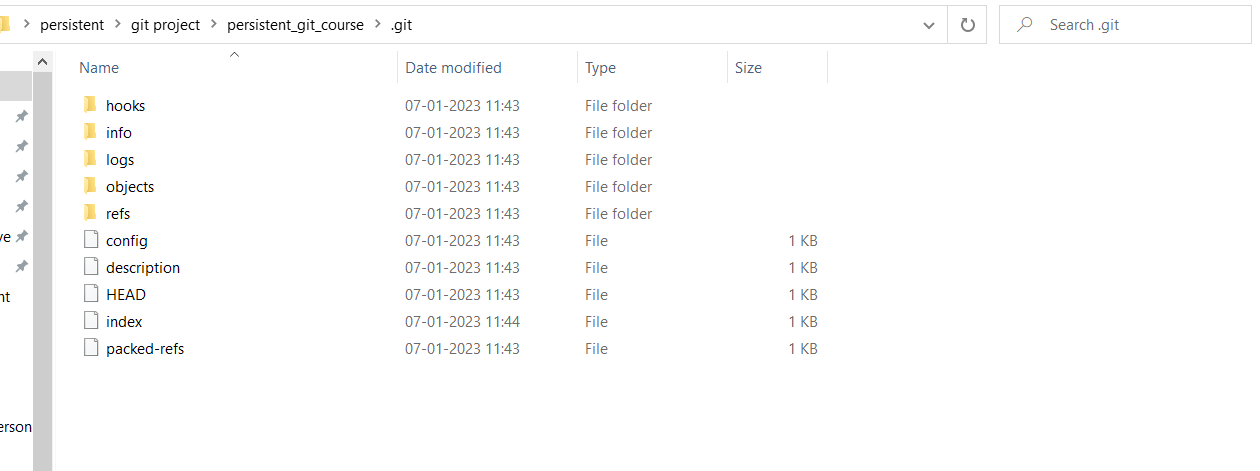 persistent > git project > persistent_git_course > .git
Search .git
Name Date modified Type Size
hooks 07-01-2023 11:43 File folder
info 07-01-2023 11:43 File folder
logs 07-01-2023 11:43 File folder
objects 07-01-2023 11:43 File folder
refs 07-01-2023 11:43 File folder
ve config 07-01-2023 11:43 File 1 KB
description 07-01-2023 11:43 File 1 KB
nt HEAD 07-01-2023 11:43 File 1 KB
index 07-01-2023 11:44 File 1 KB
packed-refs 07-01-2023 11:43 File 1 KB
erson